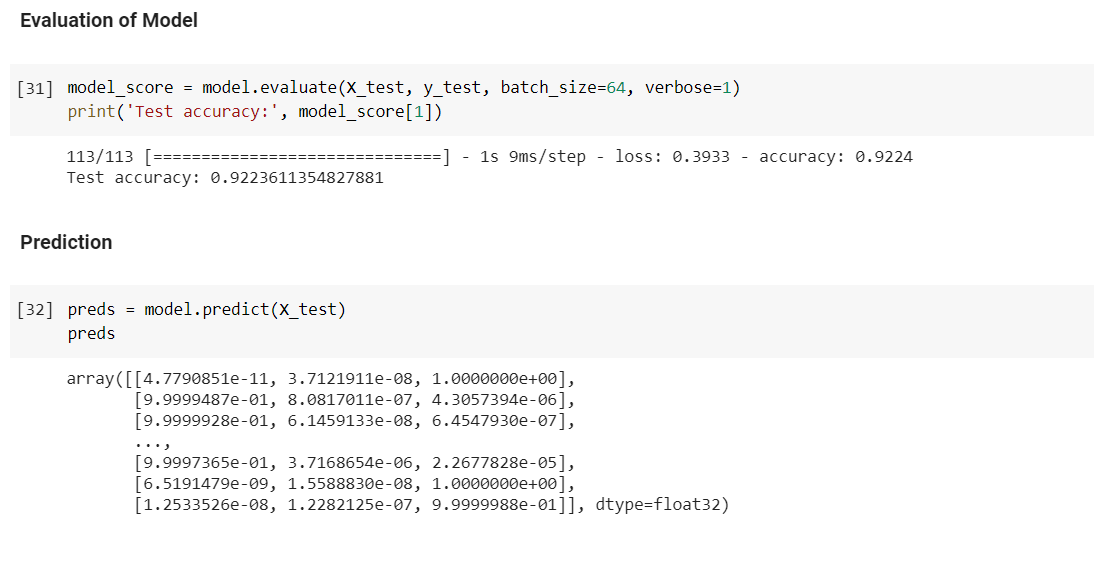 Evaluation of Model
[31] model_score = model.evaluate(X_test, y_test, batch_size=64, verbose=1)
print('Test accuracy:', model_score[1])
113/113 [==============================] - 1s 9ms/step - loss: 0.3933 - accuracy: 0.9224
Test accuracy: 0.9223611354827881
Prediction
[32] preds = model.predict(X_test)
preds
array([[4.7790851e-11, 3.7121911e-08, 1.0000000e+00],
[9.9999487e-01, 8.0817011e-07, 4.3057394e-06],
[9.9999928e-01, 6.1459133e-08, 6.4547930e-07],
...,
[9.9997365e-01, 3.7168654e-06, 2.2677828e-05],
[6.5191479e-09, 1.5588830e-08, 1.0000000e+00],
[1.2533526e-08, 1.2282125e-07, 9.9999988e-01]], dtype=float32)